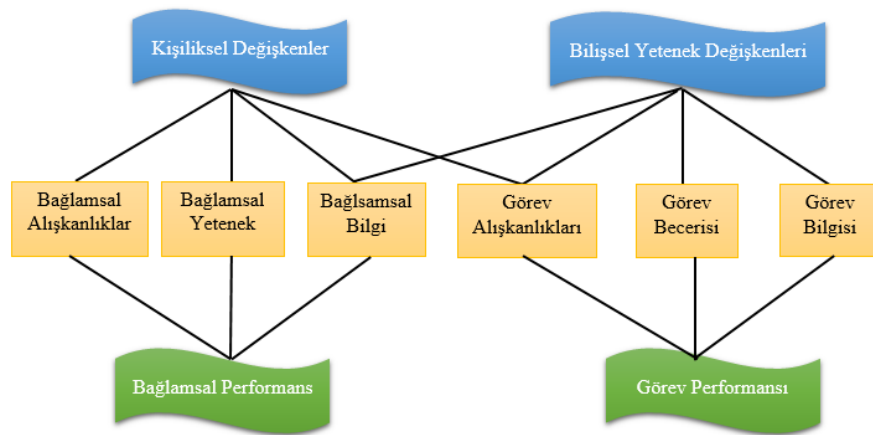 Kişiliksel Değişkenler
Bilişsel Yetenek Değişkenleri
Bağlamsal
Alışkanlıklar
Bağlamsal
Yetenek
Bağlsamsal
Bilgi
Görev
Alışkanlıkları
Görev
Becerisi
Görev
Bilgisi
Bağlamsal Performans
Görev Performansı